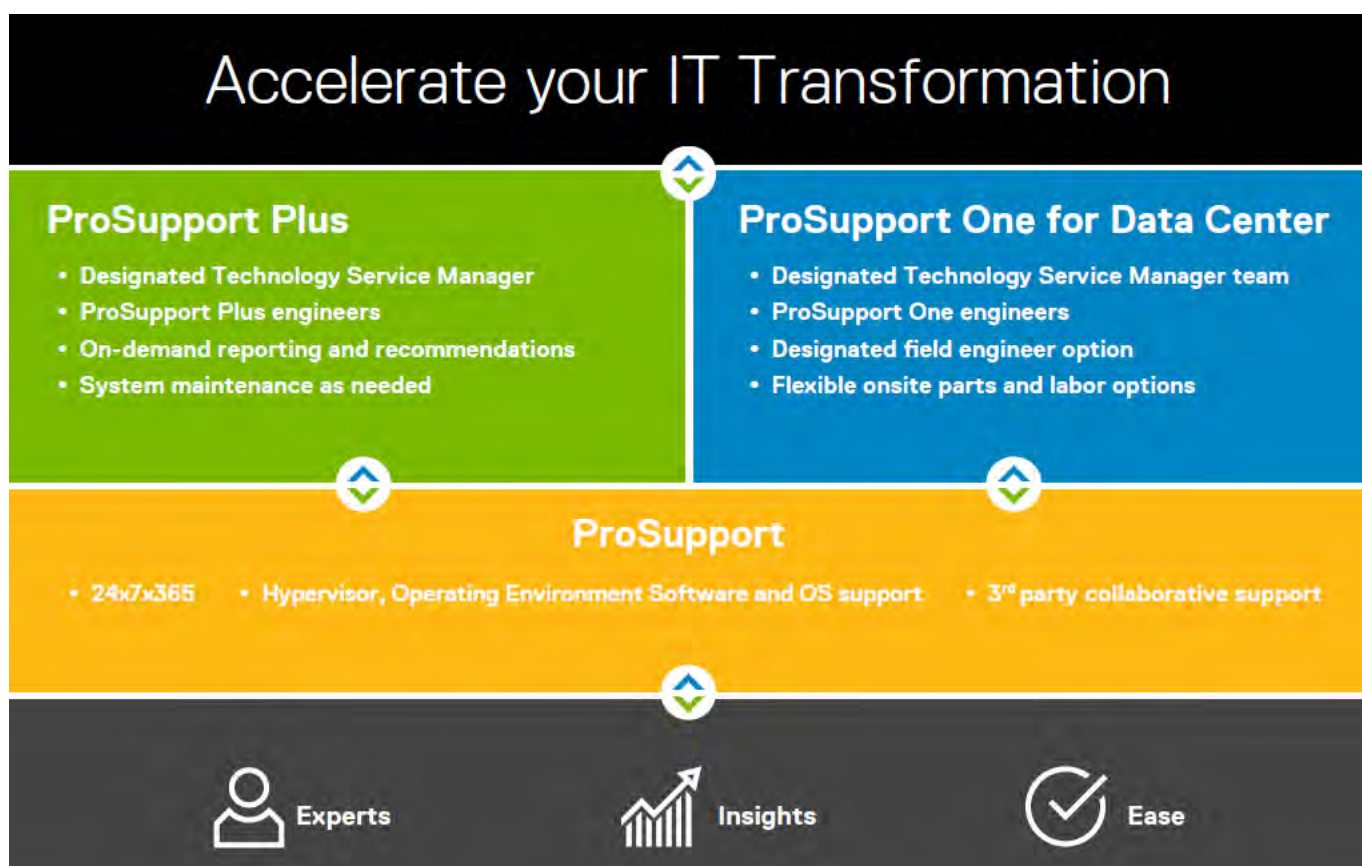 Accelerate your IT Transformation
ProSupport Plus
• Designated Technology Service Manager
• ProSupport Plus engineers
• On-demand reporting and recommendations
• System maintenance as needed
ProSupport One for Data Center
• Designated Technology Service Manager team
• ProSupport One engineers
• Designated field engineer option
• Flexible onsite parts and labor options
ProSupport
• 24x7x365 • Hypervisor, Operating Environment Software and OS support • 3rd party collaborative support
Experts Insights Ease